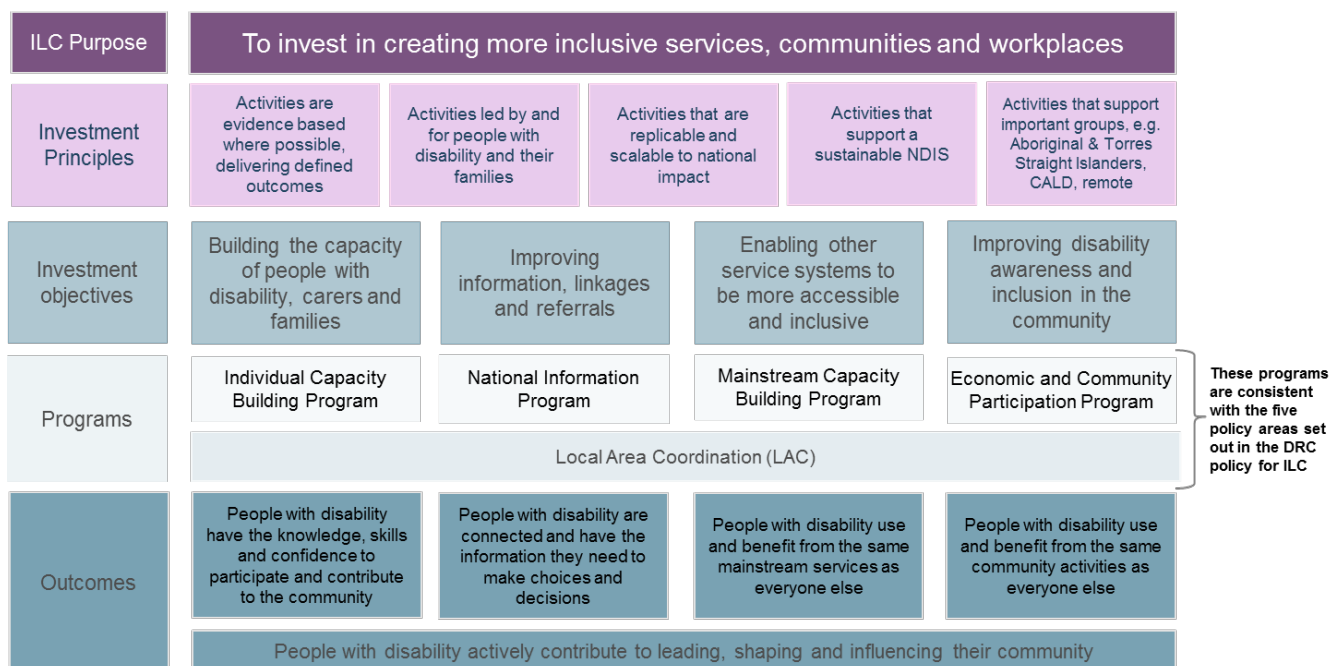 ILC Purpose
To invest in creating more inclusive services, communities and workplaces
Investment
Principles
Activities are
evidence based
where possible,
delivering defined
outcomes
Activities led by and
for people with
disability and their
families
Activities that are
replicable and
scalable to national
impact
Activities that
support a
sustainable NDIS
Activities that support
important groups, e.g.
Aboriginal & Torres
Straight Islanders,
CALD, remote
Investment
objectives
Building the capacity
of people with
disability, carers and
families
Improving
information, linkages
and referrals
Enabling other
service systems to
be more accessible
and inclusive
Improving disability
awareness and
inclusion in the
community
Programs
Individual Capacity
Building Program
National Information
Program
Mainstream Capacity
Building Program
Economic and Community
Participation Program
Local Area Coordination (LAC)
These programs
are consistent
with the five
policy areas set
out in the DRC
policy for ILC
Outcomes
People with disability
have the knowledge, skills
and confidence to
participate and contribute
to the community
People with disability are
connected and have the
information they need to
make choices and
decisions
People with disability use
and benefit from the same
mainstream services as
everyone else
People with disability use
and benefit from the same
community activities as
everyone else
People with disability actively contribute to leading, shaping and influencing their community